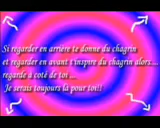 Si regarder en arrière te donne du chagrin
et regarder en avant t'inspire du chagrin alors....
regarde à coté de toi ....
Je serais toujours là pour toi!!